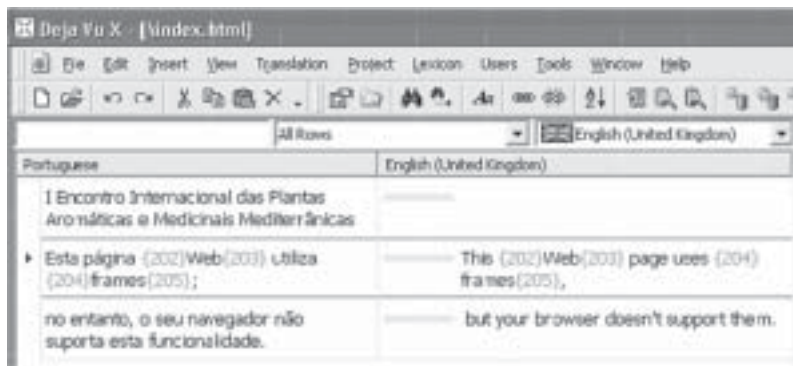 Deja Vu X - [\index.html]
File Edit Insert View Translation Project Lexicon Users Tools Window Help
All Rows English (United Kingdom)
Portuguese English (United Kingdom)
I Encontro Internacional das Plantas
Aromáticas e Medicinais Mediterrânicas
Esta página {202}Web{203} utiliza
{204}frames{205};
This {202}Web{203} page uses {204}
frames{205},
no entanto, o seu navegador não
suporta esta funcionalidade.
but your browser doesn't support them.